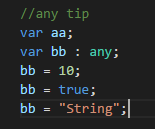 //any tip
var aa;
var bb : any;
bb = 10;
bb = true;
bb = "String";